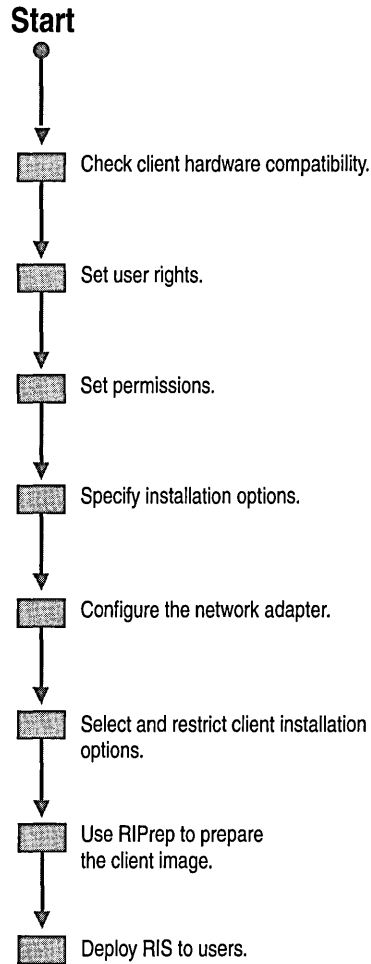 Start
Check client hardware compatibility.
Set user rights.
Set permissions.
Specify installation options.
Configure the network adapter.
Select and restrict client installation
options.
Use RIPrep to prepare
the client image.
Deploy RIS to users.